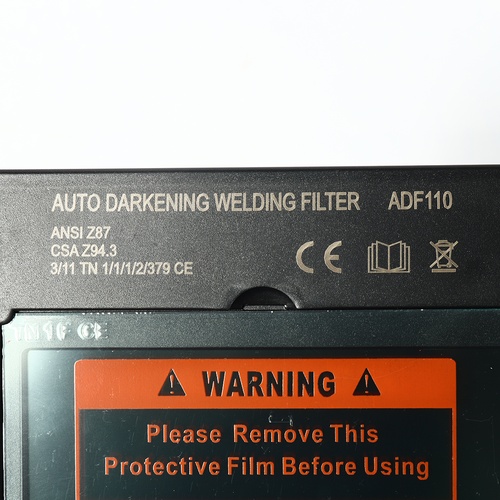 AUTO DARKENING WELDING FILTER ADF110
ANSI Z87
CSA Z94.3
3/11 TN 1/1/1/2/379 CE
CE
WARNING
Please Remove This
Protective Film Before Using